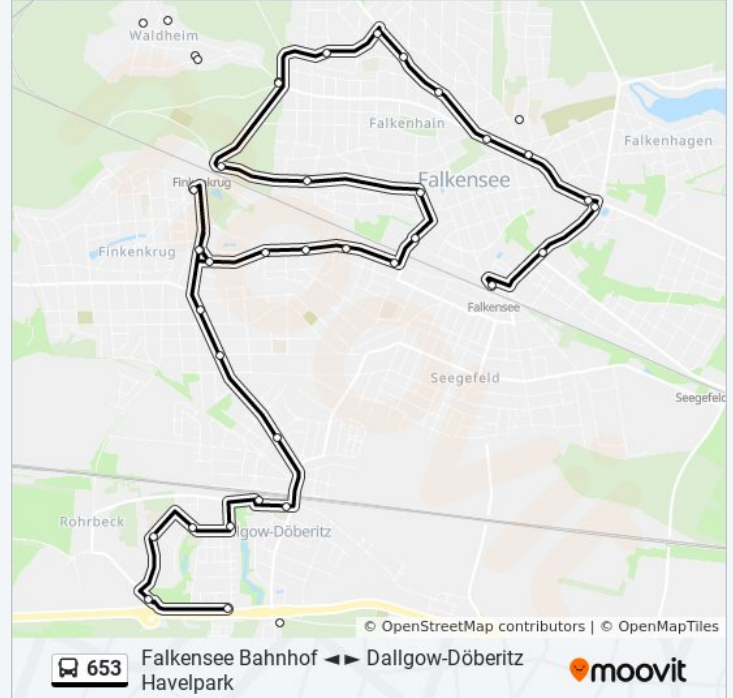 Waldheim
Falkenhain
Falkenhagen
Falkensee
Finkenkrug
Finkenkrug
Falkensee
Seegefeld
Seegefeld
Rohrbeck
lgow-Döberitz
© OpenStreetMap contributors | © OpenMapTiles
653
Falkensee Bahnhof ◄ ► Dallgow-Döberitz
Havelpark
moovit